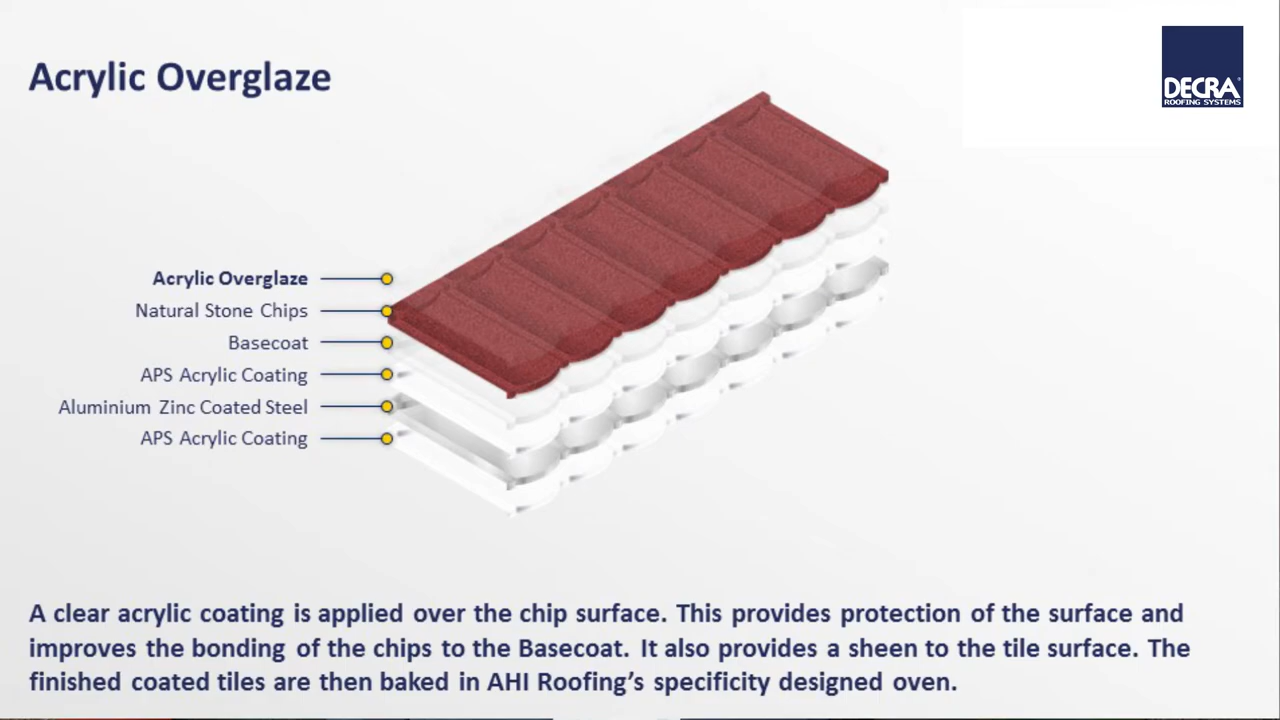 Acrylic Overglaze
DECRA®
ROOFING SYSTEMS
Acrylic Overglaze
Natural Stone Chips
Basecoat
APS Acrylic Coating
Aluminium Zinc Coated Steel
APS Acrylic Coating
A clear acrylic coating is applied over the chip surface. This provides protection of the surface and
improves the bonding of the chips to the Basecoat. It also provides a sheen to the tile surface. The
finished coated tiles are then baked in AHI Roofing’s specificity designed oven.